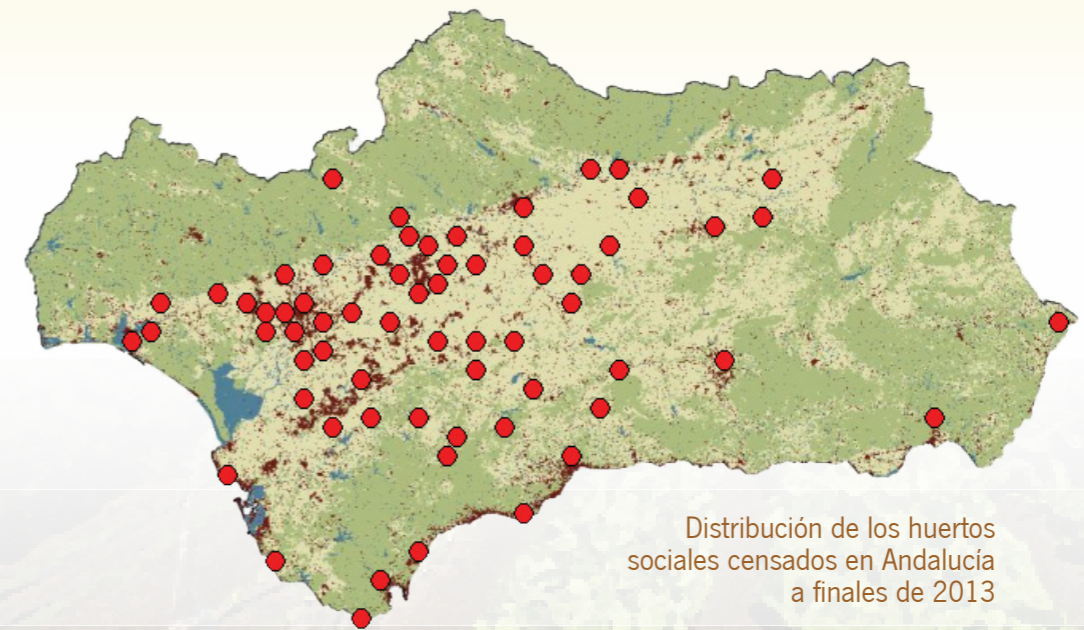 Distribución de los huertos
sociales censados en Andalucía
a finales de 2013